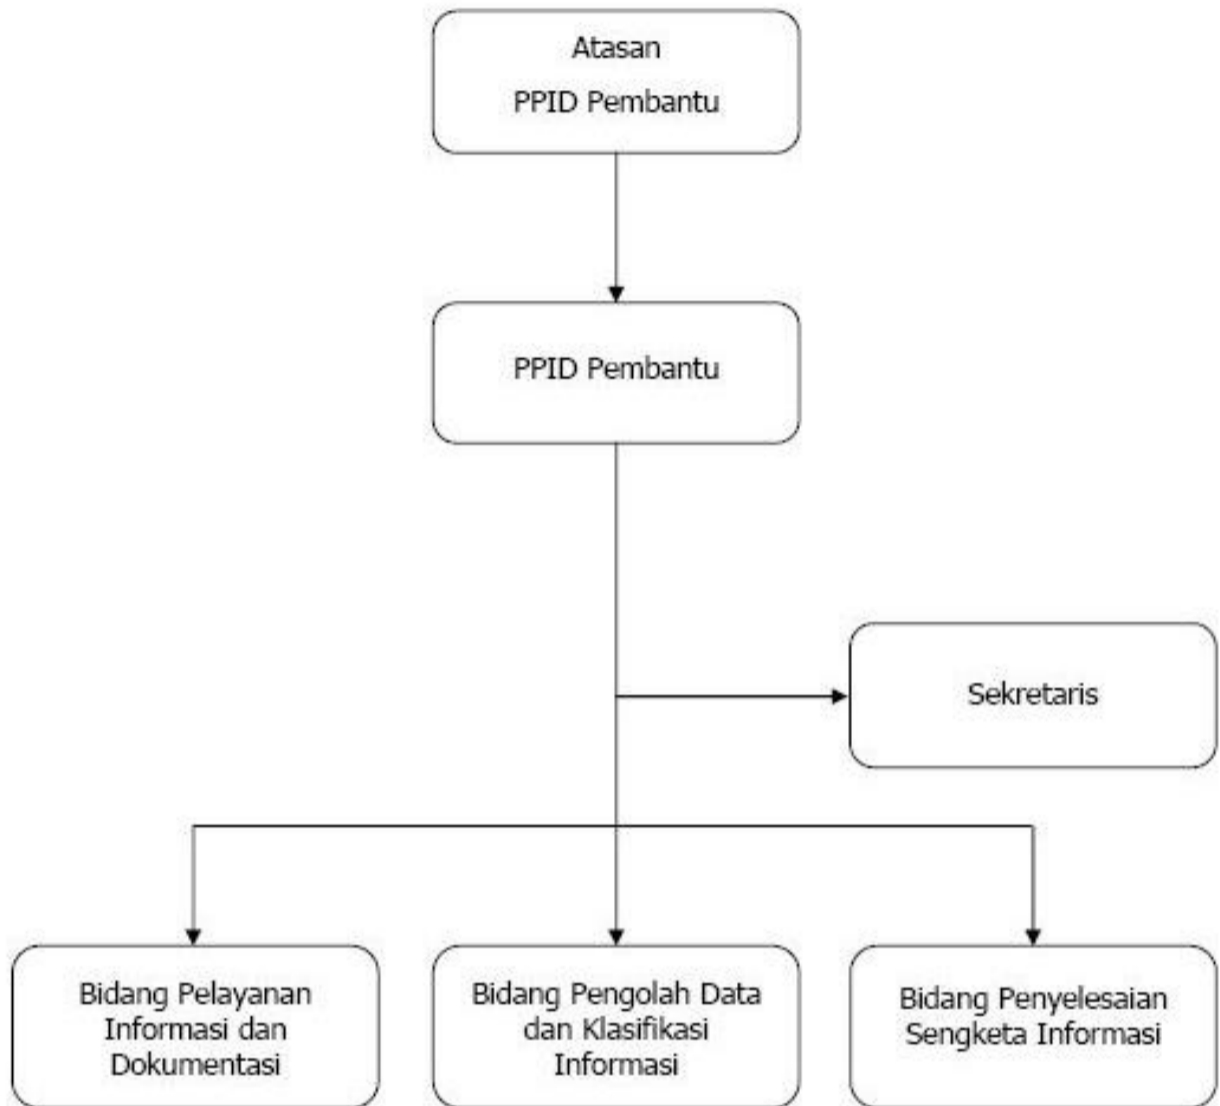 Atasan
PPID Pembantu
PPID Pembantu
Sekretaris
Bidang Pelayanan
Informasi dan
Dokumentasi
Bidang Pengolah Data
dan Klasifikasi
Informasi
Bidang Penyelesaian
Sengketa Informasi